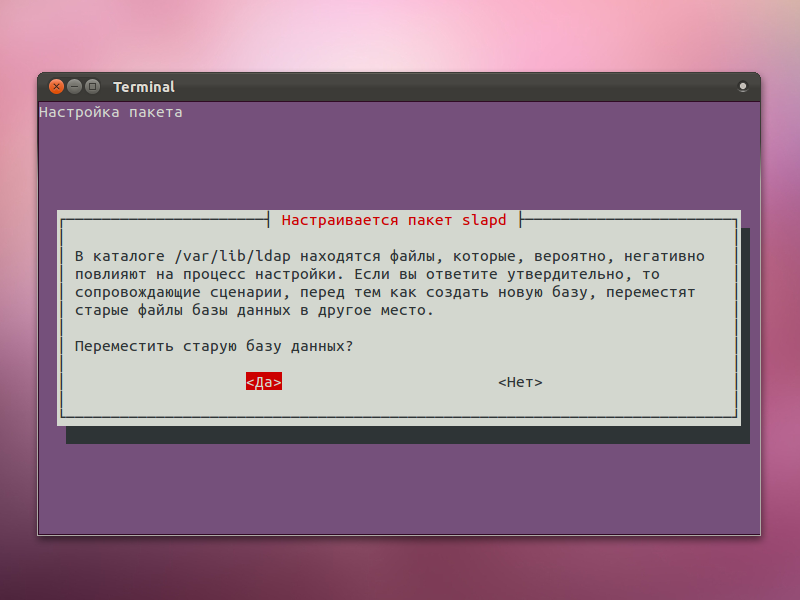 Terminal
Настройка пакета
Настраивается пакет slapd
В каталоге /var/lib/ldap находятся файлы, которые, вероятно, негативно
повлияют на процесс настройки. Если вы ответите утвердительно, то
сопровождающие сценарии, перед тем как создать новую базу, переместят
старые файлы базы данных в другое место.
Переместить старую базу данных?
<Да> <Нет>